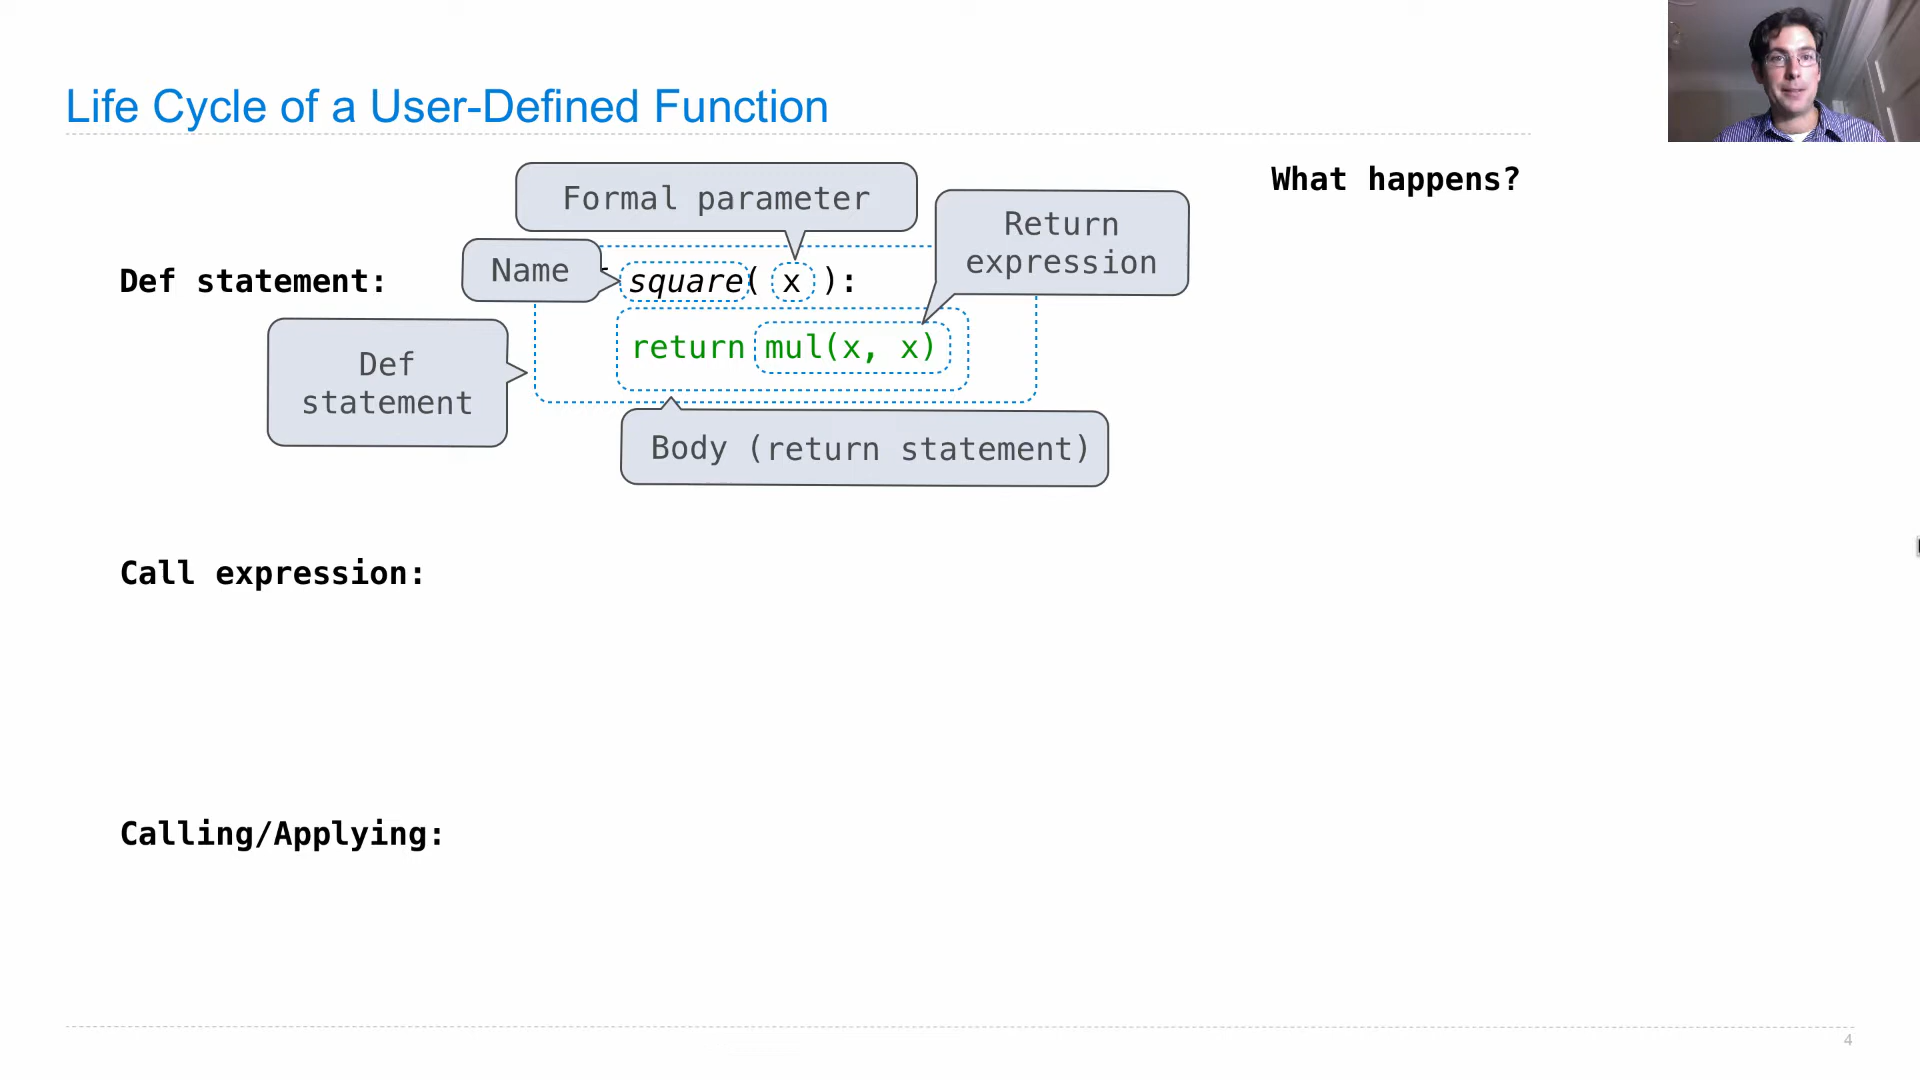 Life Cycle of a User-Defined Function
What happens?
Formal parameter
Return
expression
Name
Def statement:
square( x ):
Def
statement
return mul(x, x)
Body (return statement)
Call expression:
Calling/Applying:
4